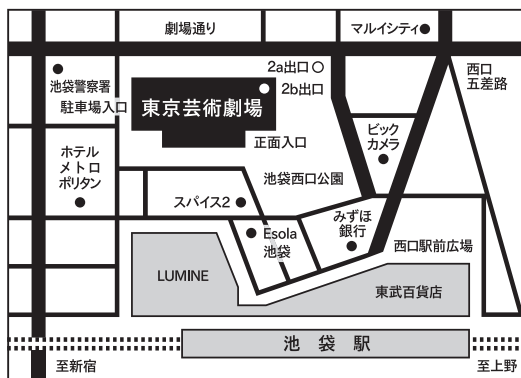 劇場通り
マルイシティ
2a出口
2b出口
西口
五差路
池袋警察署
駐車場入口
東京芸術劇場
正面入口
ビック
カメラ
ホテル
メトロ
ポリタン
池袋西口公園
スパイス2
Esola
池袋
みずほ
銀行
西口駅前広場
LUMINE
東武百貨店
池袋駅
至新宿
至上野